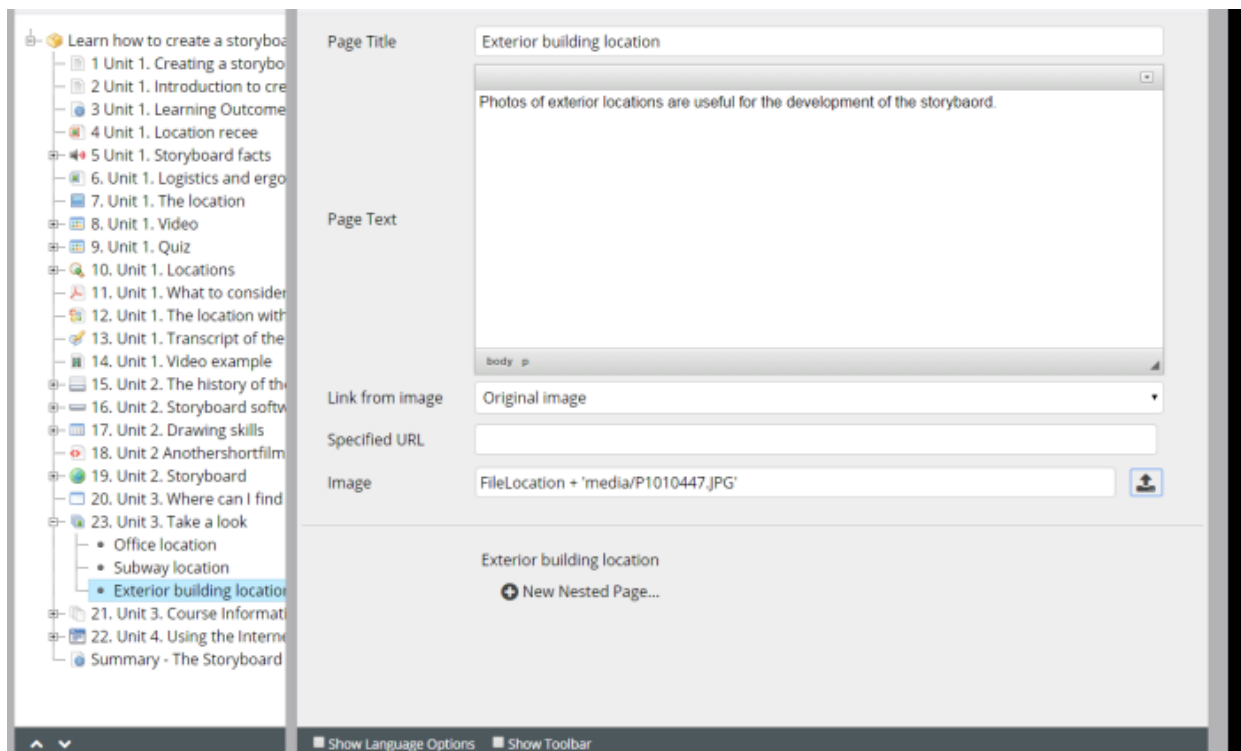 Learn how to create a storyboa
1 Unit 1. Creating a storybo
2 Unit 1. Introduction to cre
3 Unit 1. Learning Outcome
4 Unit 1. Location recee
5 Unit 1. Storyboard facts
6. Unit 1. Logistics and ergo
7. Unit 1. The location
8. Unit 1. Video
9. Unit 1. Quiz
10. Unit 1. Locations
11. Unit 1. What to consider
12. Unit 1. The location with
13. Unit 1. Transcript of the
14. Unit 1. Video example
15. Unit 2. The history of the
16. Unit 2. Storyboard softw
17. Unit 2. Drawing skills
18. Unit 2 Anothershortfilm
19. Unit 2. Storyboard
20. Unit 3. Where can I find
23. Unit 3. Take a look
Office location
Subway location
Exterior building location
21. Unit 3. Course Informati
22. Unit 4. Using the Interne
Summary - The Storyboard
Page Title
Exterior building location
Page Text
Photos of exterior locations are useful for the development of the storybaord.
body p
Link from image
Original image
Specified URL
Image
FileLocation + 'media/P1010447.JPG'
Exterior building location
New Nested Page...
Show Language Options
Show Toolbar